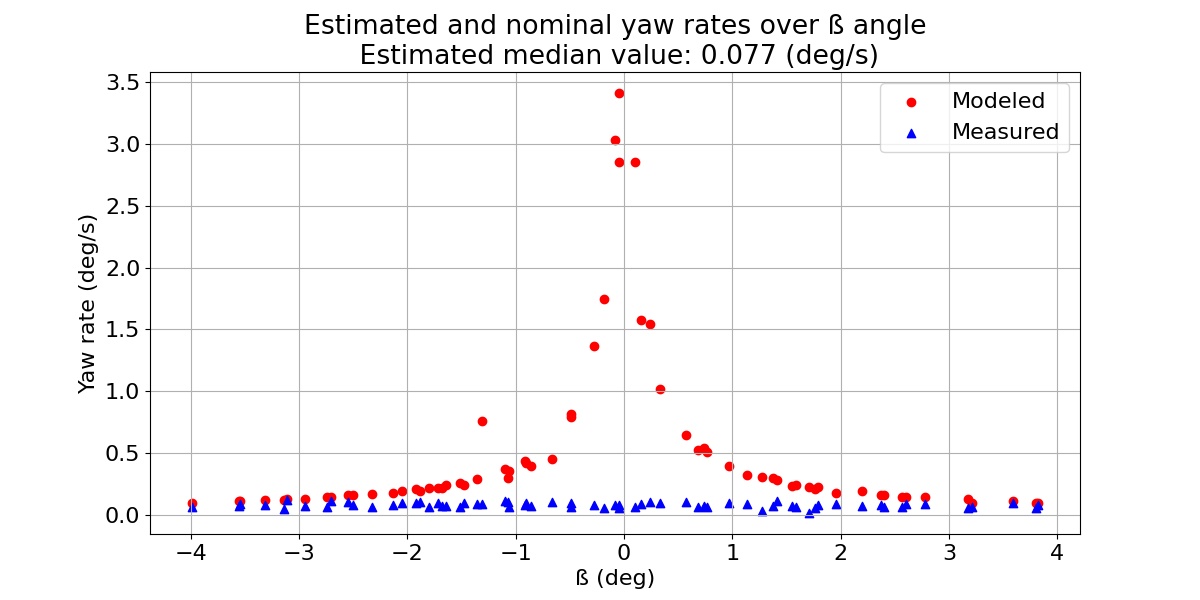 Estimated and nominal yaw rates over ß angle
Estimated median value: 0.077 (deg/s)
Modeled
Measured
Yaw rate (deg/s)
3.5
3.0
2.5
2.0
1.5
1.0
0.5
0.0
−4
−3
−2
−1
0
1
2
3
4
ß (deg)